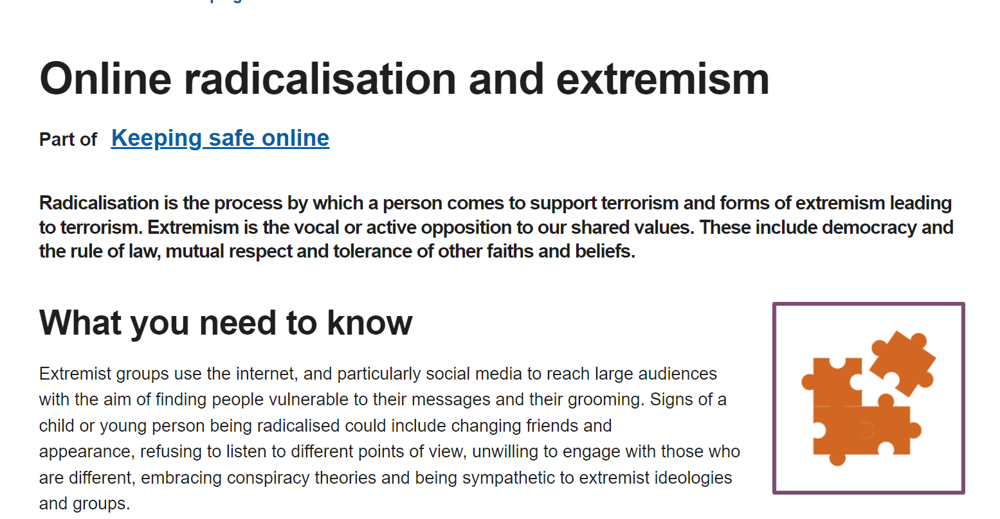 Online radicalisation and extremism
Part of Keeping safe online
Radicalisation is the process by which a person comes to support terrorism and forms of extremism leading
to terrorism. Extremism is the vocal or active opposition to our shared values. These include democracy and
the rule of law, mutual respect and tolerance of other faiths and beliefs.
What you need to know
Extremist groups use the internet, and particularly social media to reach large audiences
with the aim of finding people vulnerable to their messages and their grooming. Signs of a
child or young person being radicalised could include changing friends and
appearance, refusing to listen to different points of view, unwilling to engage with those who
are different, embracing conspiracy theories and being sympathetic to extremist ideologies
and groups.